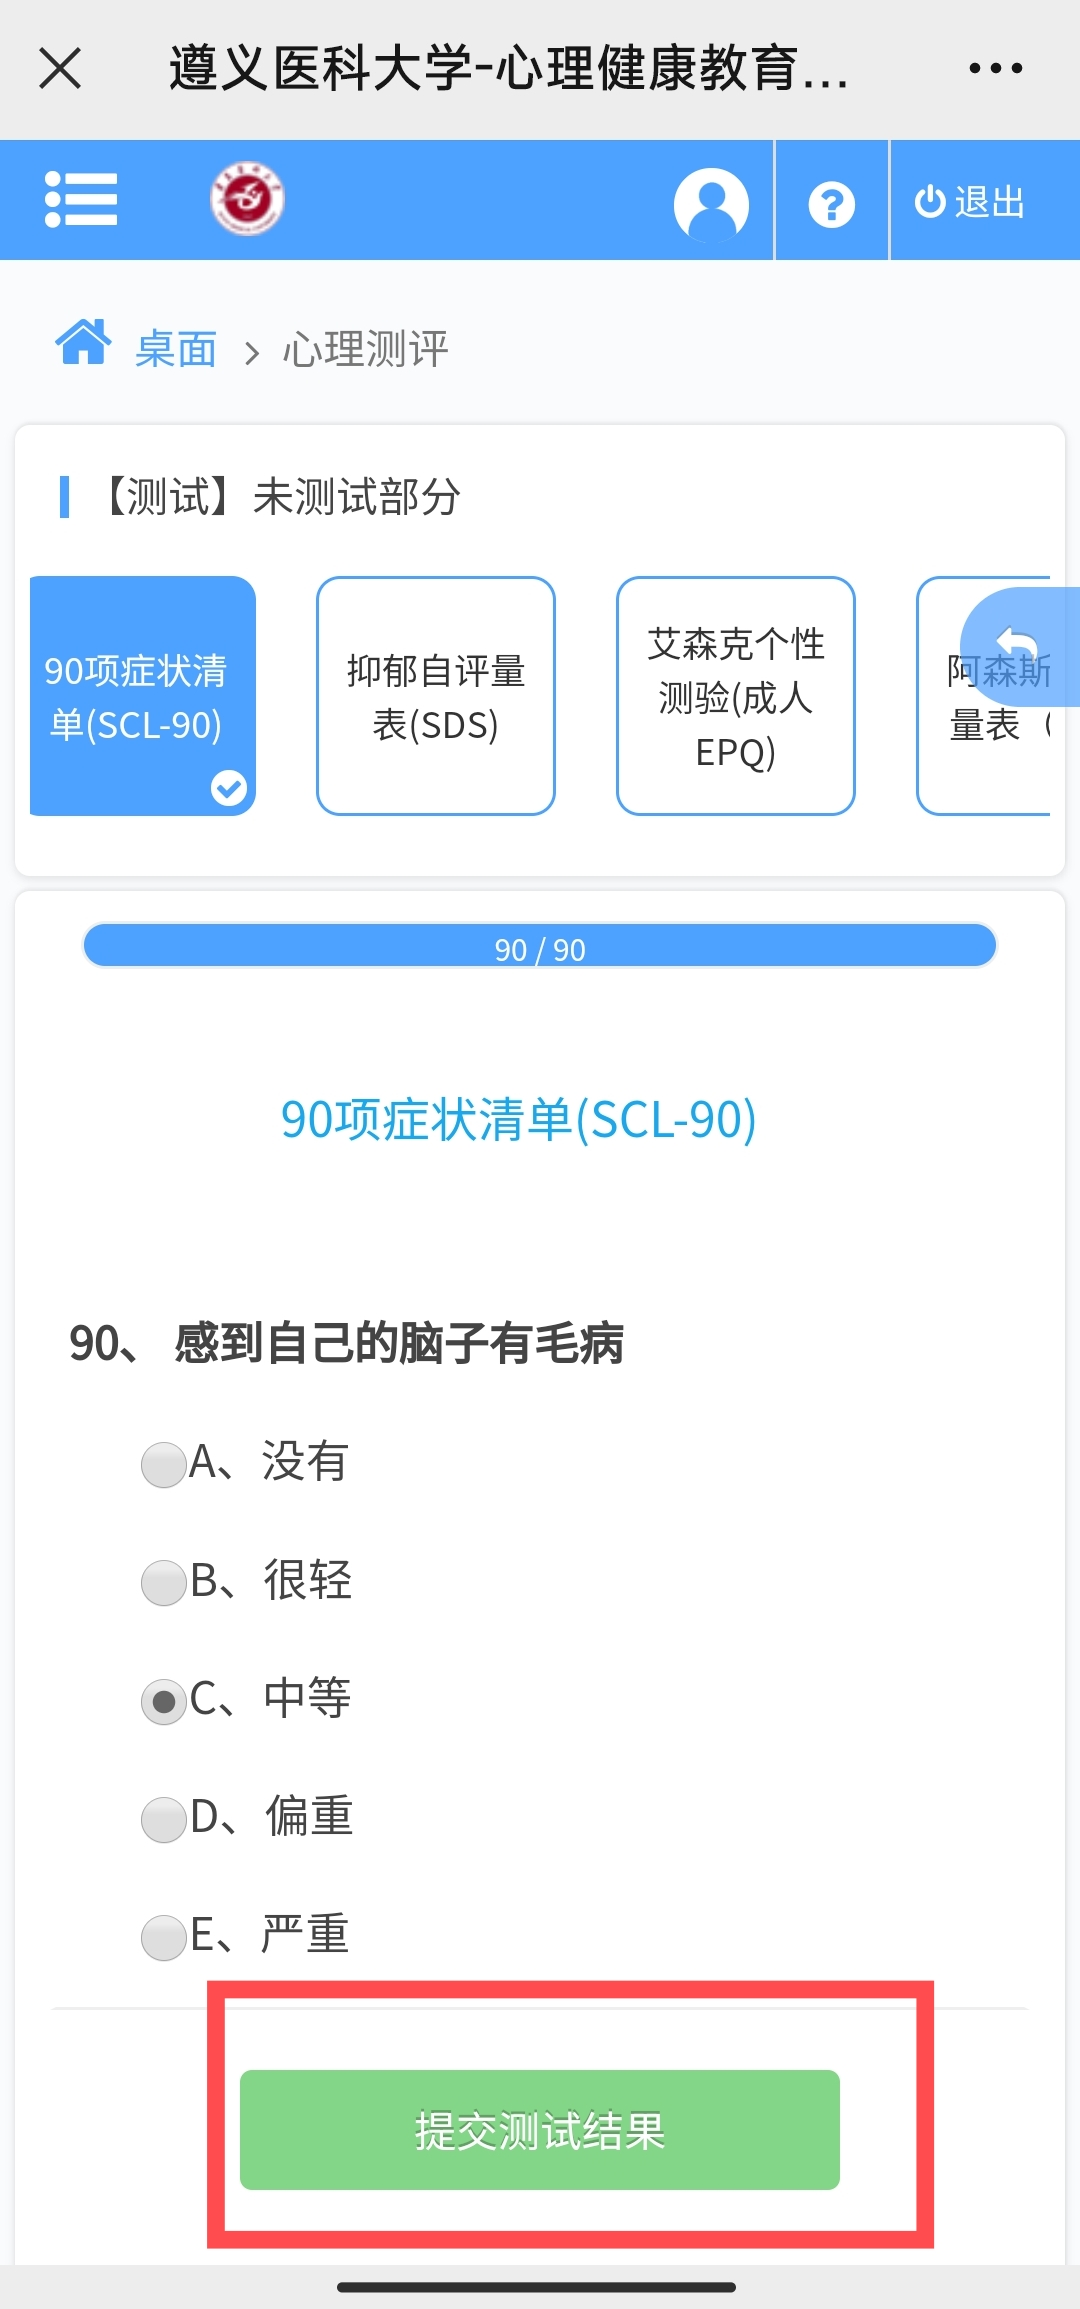 遵义医科大学-心理健康教育...
退出
桌面 > 心理测评
【测试】未测试部分
90项症状清
单(SCL-90)
抑郁自评量
表(SDS)
艾森克个性
测验(成人
EPQ)
阿森斯
量表（
90 / 90
90项症状清单(SCL-90)
90、 感到自己的脑子有毛病
A、没有
B、很轻
C、中等
D、偏重
E、严重
提交测试结果